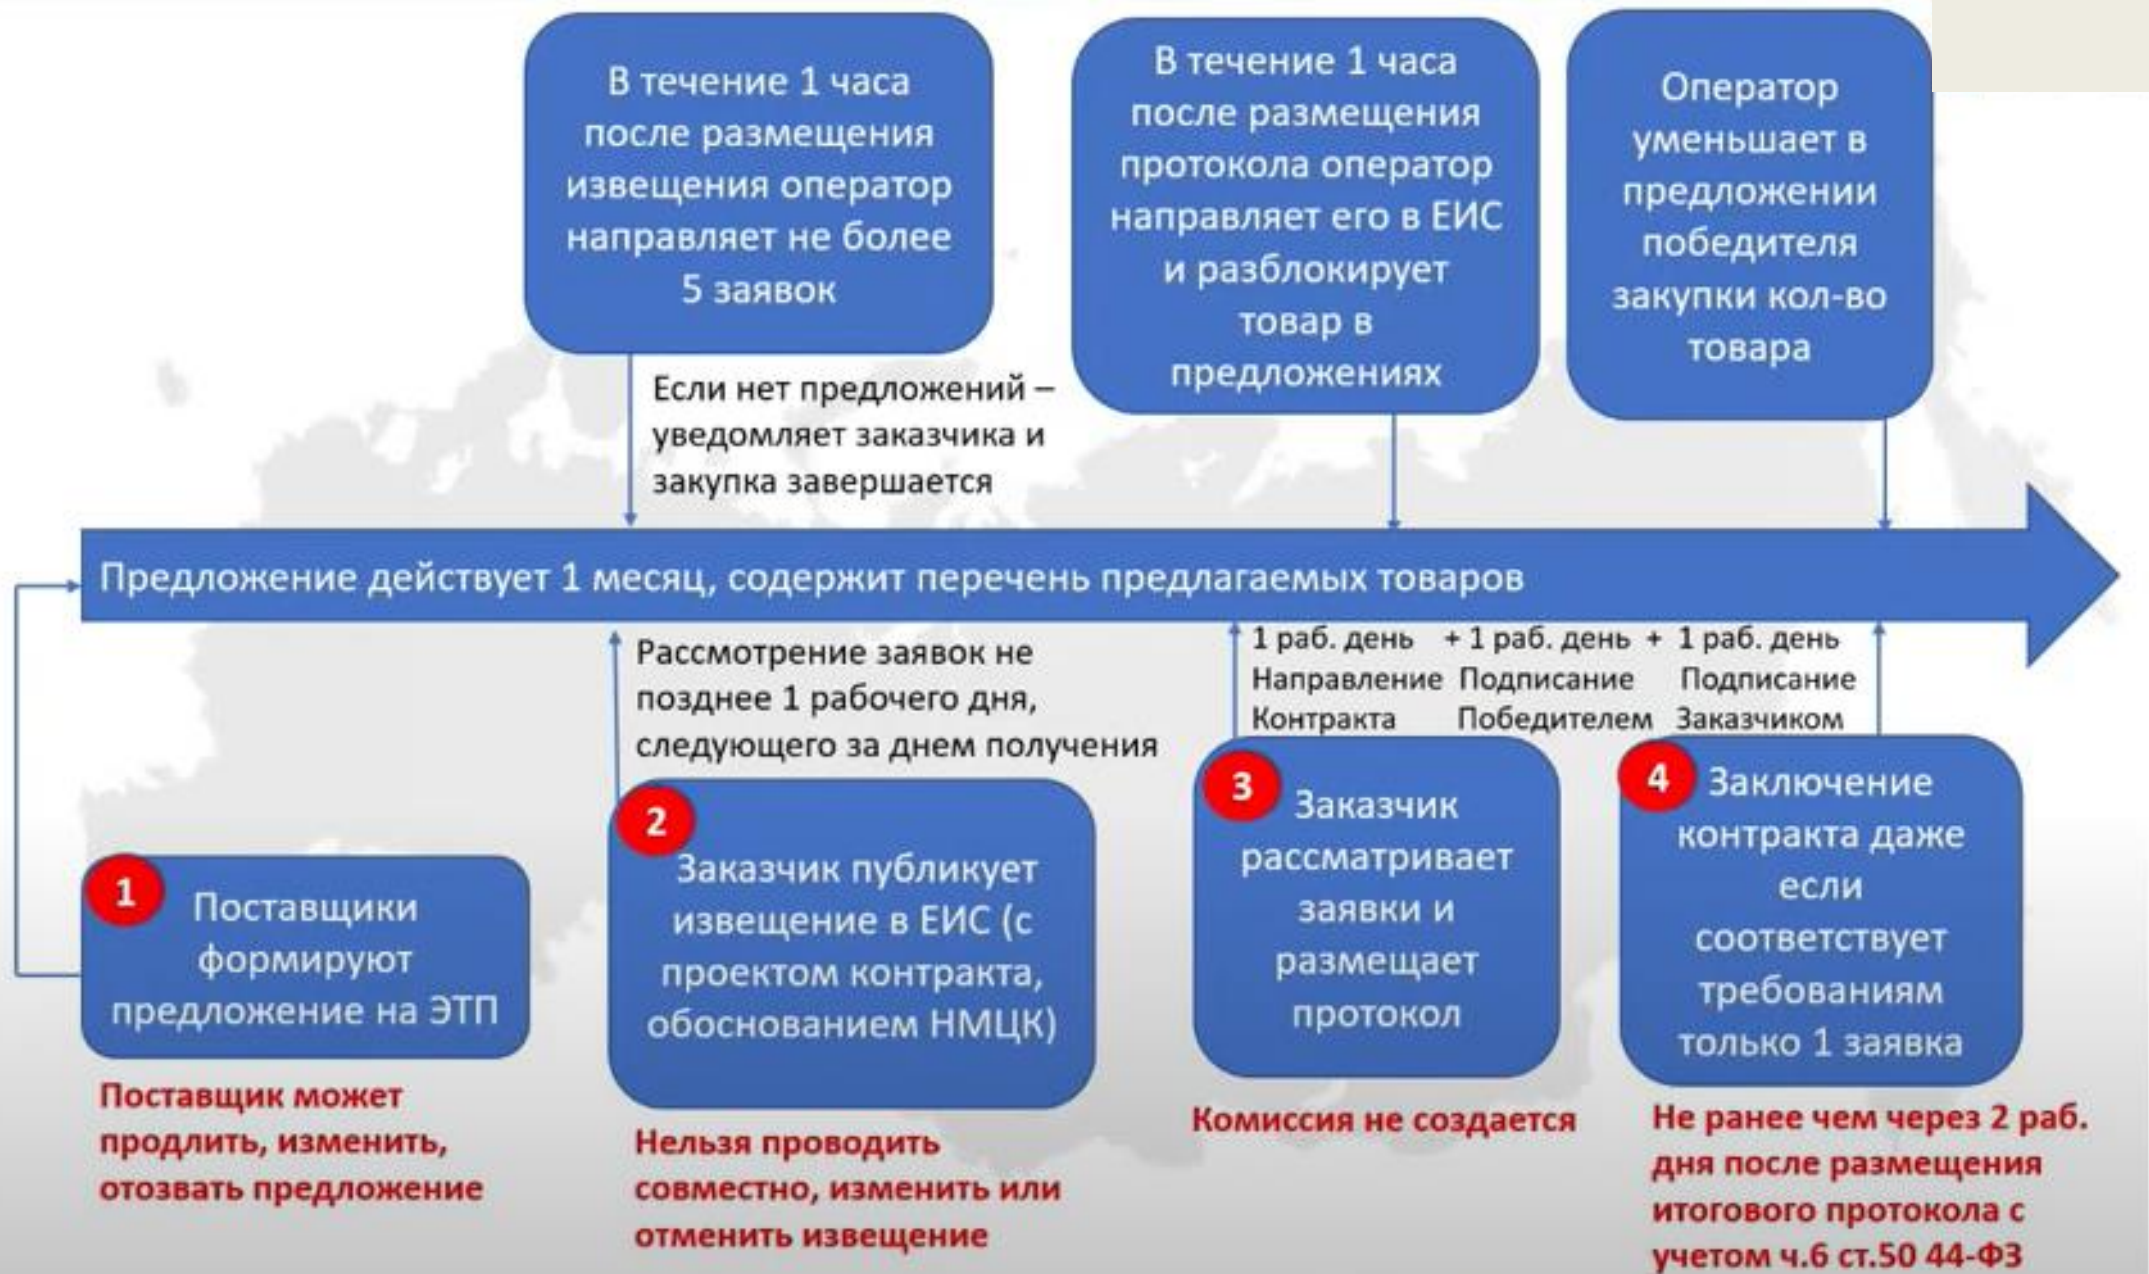 В течение 1 часа
после размещения
извещения оператор
направляет не более
5 заявок
В течение 1 часа
после размещения
протокола оператор
направляет его в ЕИС
и разблокирует
товар в
предложениях
Оператор
уменьшает в
предложении
победителя
закупки кол-во
товара
Если нет предложений –
уведомляет заказчика и
закупка завершается
Предложение действует 1 месяц, содержит перечень предлагаемых товаров
Рассмотрение заявок не
позднее 1 рабочего дня,
следующего за днем получения
1 раб. день + 1 раб. день + 1 раб. день
Направление Подписание Подписание
Контракта Победителем Заказчиком
1
Поставщики
формируют
предложение на ЭТП
Поставщик может
продлить, изменить,
отозвать предложение
2
Заказчик публикует
извещение в ЕИС (с
проектом контракта,
обоснованием НМЦК)
Нельзя проводить
совместно, изменить или
отменить извещение
3
Заказчик
рассматривает
заявки и
размещает
протокол
Комиссия не создается
4
Заключение
контракта даже
если
соответствует
требованиям
только 1 заявка
Не ранее чем через 2 раб.
дня после размещения
итогового протокола с
учетом ч.6 ст.50 44-ФЗ